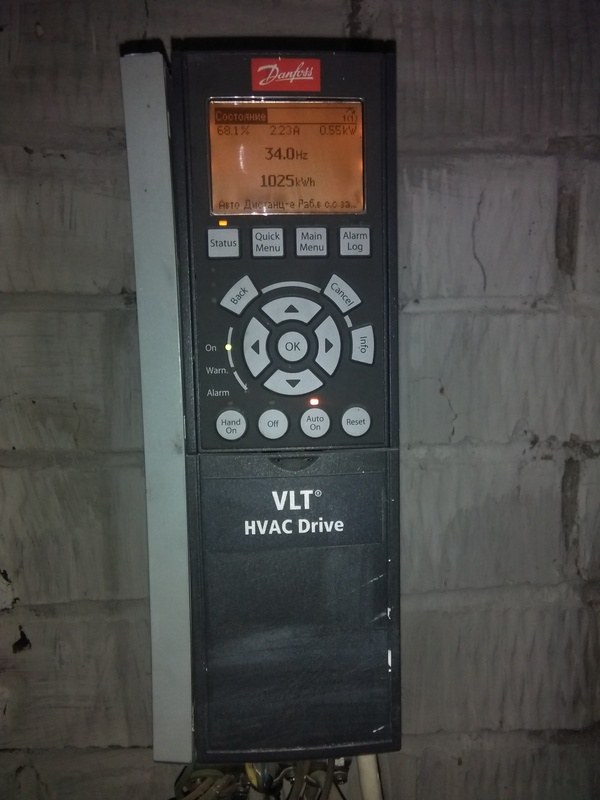 Danfoss
Состояние 1(1)
68.1% 2.23A 0.55kW
34.0Hz
1025kWh
Авто Дистанц-е Раб.в о.с за...
Status
Quick Menu
Main Menu
Alarm Log
Back
Cancel
Info
OK
On
Warn.
Alarm
Hand On
Off
Auto On
Reset
VLT®
HVAC Drive